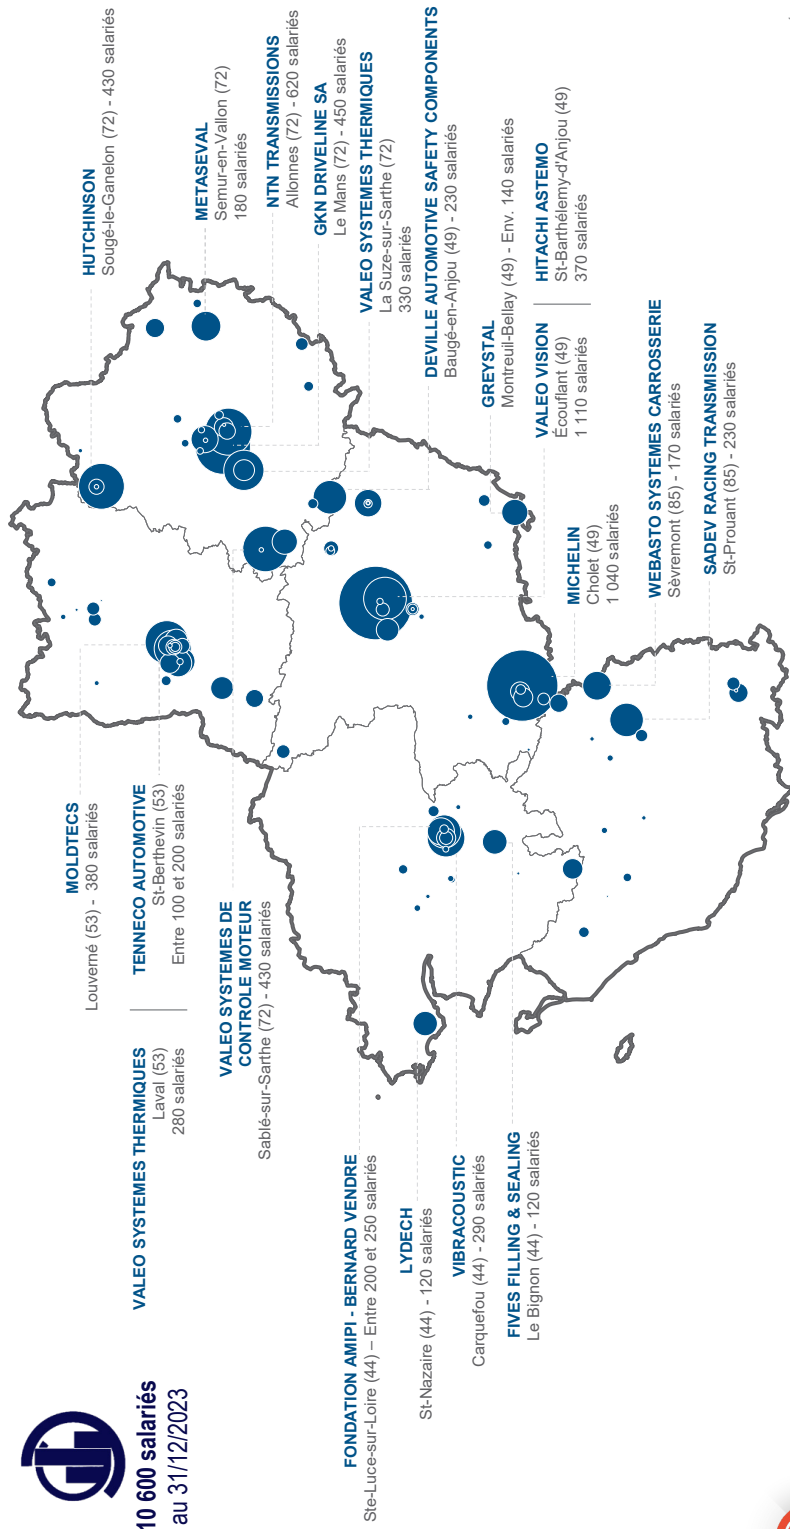 10 600 salariés
au 31/12/2023
VALEO SYSTEMES THERMIQUES
Laval (53)
280 salariés
MOLDTECS
Louverné (53) - 380 salariés
TENNECO AUTOMOTIVE
St-Berthevin (53)
Entre 100 et 200 salariés
VALEO SYSTEMES DE
CONTROLE MOTEUR
Sablé-sur-Sarthe (72) - 430 salariés
FONDATION AMIPI - BERNARD VENDRE
Ste-Luce-sur-Loire (44) – Entre 200 et 250 salariés
LYDECH
St-Nazaire (44) - 120 salariés
VIBRACOUSTIC
Carquefou (44) - 290 salariés
FIVES FILLING & SEALING
Le Bignon (44) - 120 salariés
HUTCHINSON
Sougé-le-Ganelon (72) - 430 salariés
METASEVAL
Semur-en-Vallon (72)
180 salariés
NTN TRANSMISSIONS
Allonnes (72) - 620 salariés
GKN DRIVELINE SA
Le Mans (72) - 450 salariés
VALEO SYSTEMES THERMIQUES
La Suze-sur-Sarthe (72)
330 salariés
DEVILLE AUTOMOTIVE SAFETY COMPONENTS
Baugé-en-Anjou (49) - 230 salariés
GREYSTAL
Montreuil-Bellay (49) - Env. 140 salariés
VALEO VISION
Écouflant (49)
1 110 salariés
HITACHI ASTEMO
St-Barthélemy-d'Anjou (49)
370 salariés
MICHELIN
Cholet (49)
1 040 salariés
WEBASTO SYSTEMES CARROSSERIE
Sèvremont (85) - 170 salariés
SADEV RACING TRANSMISSION
St-Prouant (85) - 230 salariés